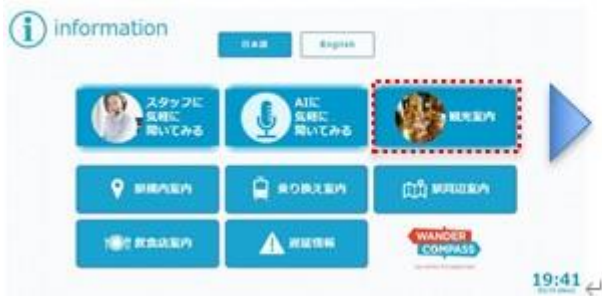 information
日本語
English
スタッフに
気軽に
聞いてみる
AIに
気軽に
聞いてみる
観光案内
駅構内案内
乗り換え案内
駅周辺案内
飲食店案内
遅延情報
WANDER
COMPASS
19:41